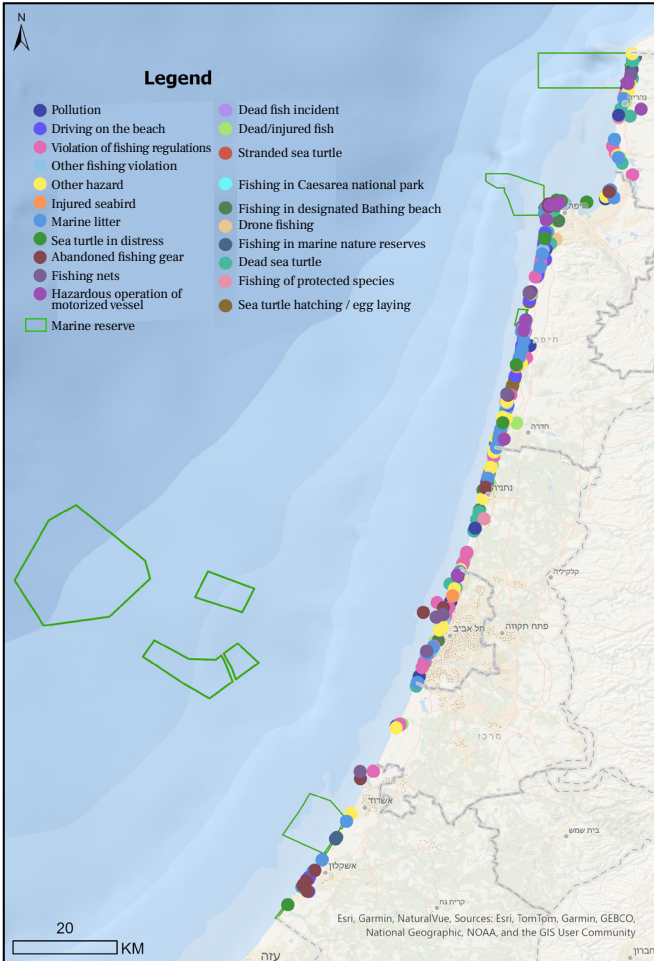 N
Legend
Pollution
Driving on the beach
Violation of fishing regulations
Other fishing violation
Other hazard
Injured seabird
Marine litter
Sea turtle in distress
Abandoned fishing gear
Fishing nets
Hazardous operation of
motorized vessel
Marine reserve
Dead fish incident
Dead/injured fish
Stranded sea turtle
Fishing in Caesarea national park
Fishing in designated Bathing beach
Drone fishing
Fishing in marine nature reserves
Dead sea turtle
Fishing of protected species
Sea turtle hatching / egg laying
נהריה
חיפה
חיפה
חדרה
נתניה
קלקיליה
תל אביב
פתח תקווה
מרכז
אשדוד
בית שמש
אשקלון
קרית גת
חברון
עזה
Esri, Garmin, NaturalVue, Sources: Esri, TomTom, Garmin, GEBCO,
National Geographic, NOAA, and the GIS User Community
20
KM